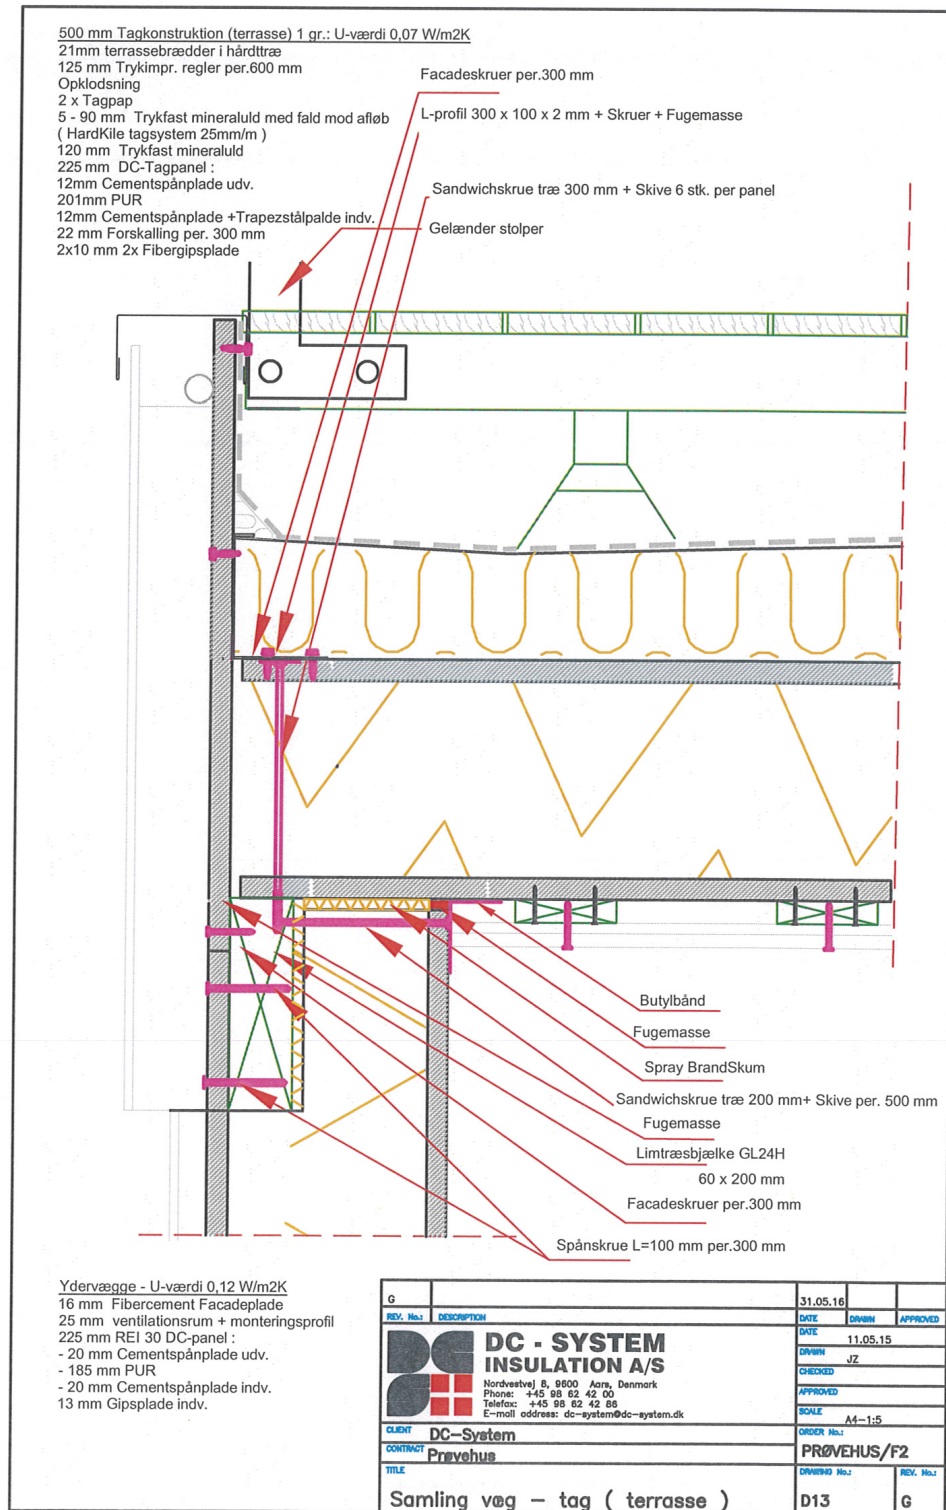 500 mm Tagkonstruktion (terrasse) 1 gr.: U-værdi 0,07 W/m2K
21mm terrassebrædder i hårdttræ
125 mm Trykimpr. regler per.600 mm
Opklodsning
2 x Tagpap
5 - 90 mm Trykfast mineraluld med fald mod afløb
( HardKile tagsystem 25mm/m )
120 mm Trykfast mineraluld
225 mm DC-Tagpanel :
12mm Cementspånplade udv.
201mm PUR
12mm Cementspånplade +Trapezstålpalde indv.
22 mm Forskalling per. 300 mm
2x10 mm 2x Fibergipsplade
Facadeskruer per.300 mm
L-profil 300 x 100 x 2 mm + Skruer + Fugemasse
Sandwichskrue træ 300 mm + Skive 6 stk. per panel
Gelænder stolper
Butylbånd
Fugemasse
Spray BrandSkum
Sandwichskrue træ 200 mm+ Skive per. 500 mm
Fugemasse
Limtræsbjælke GL24H
60 x 200 mm
Facadeskruer per.300 mm
Spånskrue L=100 mm per.300 mm
Ydervægge - U-værdi 0,12 W/m2K
16 mm Fibercement Facadeplade
25 mm ventilationsrum + monteringsprofil
225 mm REI 30 DC-panel :
- 20 mm Cementspånplade udv.
- 185 mm PUR
- 20 mm Cementspånplade indv.
13 mm Gipsplade indv.
G 31.05.16
REV. No.: DESCRIPTION DATE DRAWN APPROVED
DC - SYSTEM
INSULATION A/S
Nordvestvej 8, 9600 Aars, Denmark
Phone: +45 98 62 42 00
Telefax: +45 98 62 42 86
E-mail address: dc-system@dc-system.dk
DATE 11.05.15
DRAWN JZ
CHECKED
APPROVED
SCALE A4-1:5
CLIENT DC-System
CONTRACT Prøvehus
ORDER No.:
PRØVEHUS/F2
TITLE
Samling væg - tag ( terrasse )
DRAWING No.:
D13
REV. No.:
G